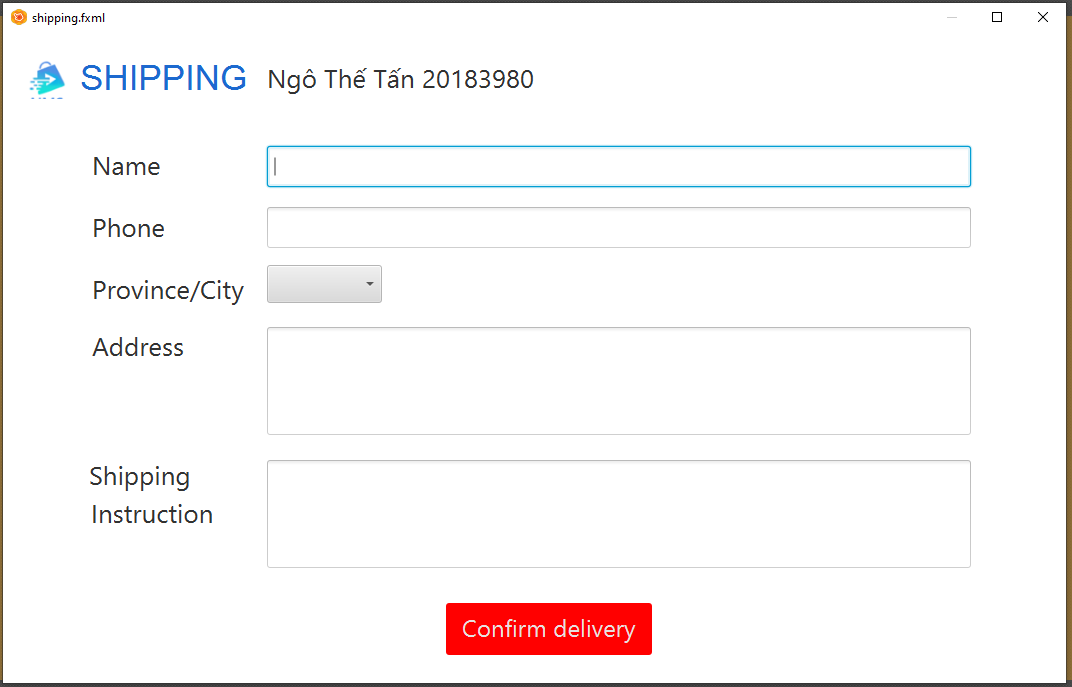 shipping.fxml
SHIPPING Ngô Thế Tấn 20183980
Name
Phone
Province/City
Address
Shipping
Instruction
Confirm delivery